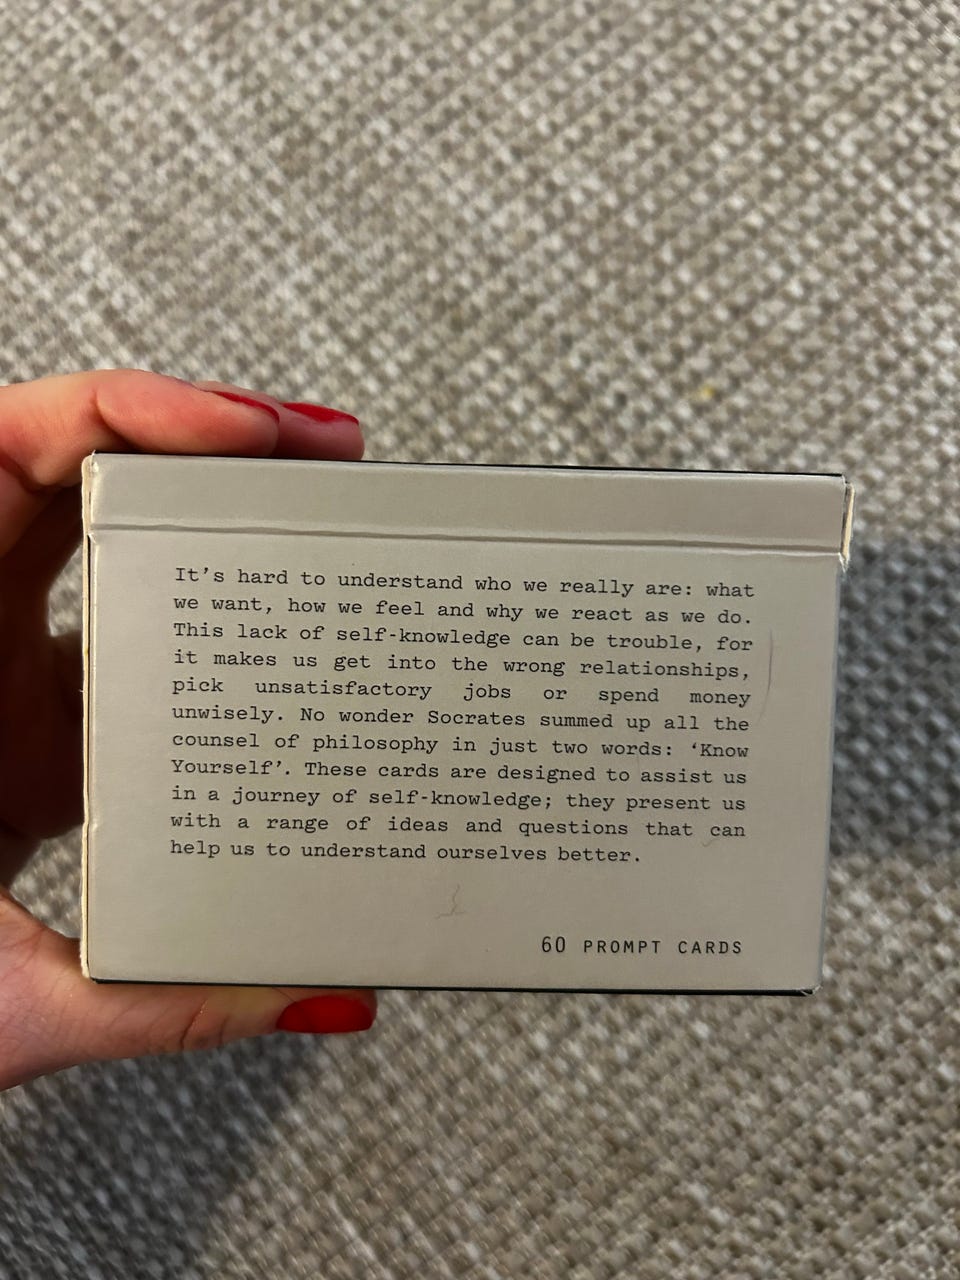 It’s hard to understand who we really are: what
we want, how we feel and why we react as we do.
This lack of self-knowledge can be trouble, for
it makes us get into the wrong relationships,
pick unsatisfactory jobs or spend money
unwisely. No wonder Socrates summed up all the
counsel of philosophy in just two words: ‘Know
Yourself’. These cards are designed to assist us
in a journey of self-knowledge; they present us
with a range of ideas and questions that can
help us to understand ourselves better.
60 PROMPT CARDS